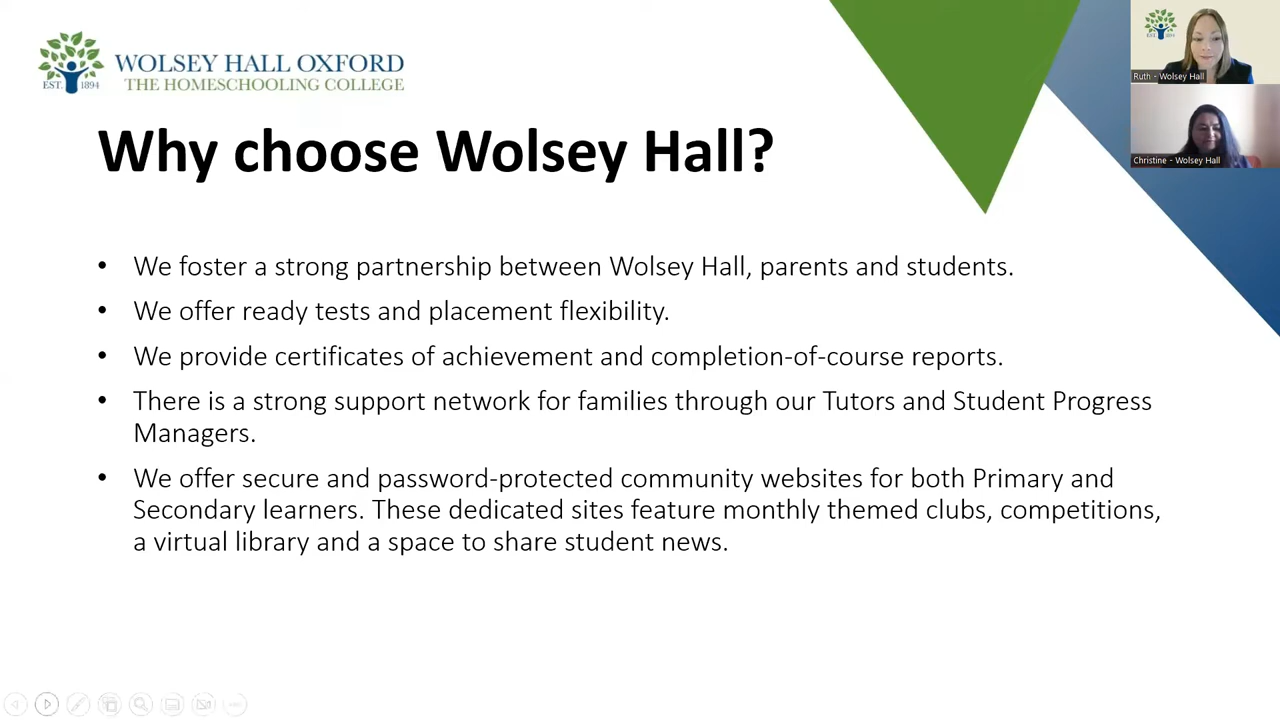 WOLSEY HALL OXFORD
EST. 1894
THE HOMESCHOOLING COLLEGE
EST. 1894
Ruth - Wolsey Hall
Christine - Wolsey Hall
Why choose Wolsey Hall?
• We foster a strong partnership between Wolsey Hall, parents and students.
• We offer ready tests and placement flexibility.
• We provide certificates of achievement and completion-of-course reports.
• There is a strong support network for families through our Tutors and Student Progress
Managers.
• We offer secure and password-protected community websites for both Primary and
Secondary learners. These dedicated sites feature monthly themed clubs, competitions,
a virtual library and a space to share student news.